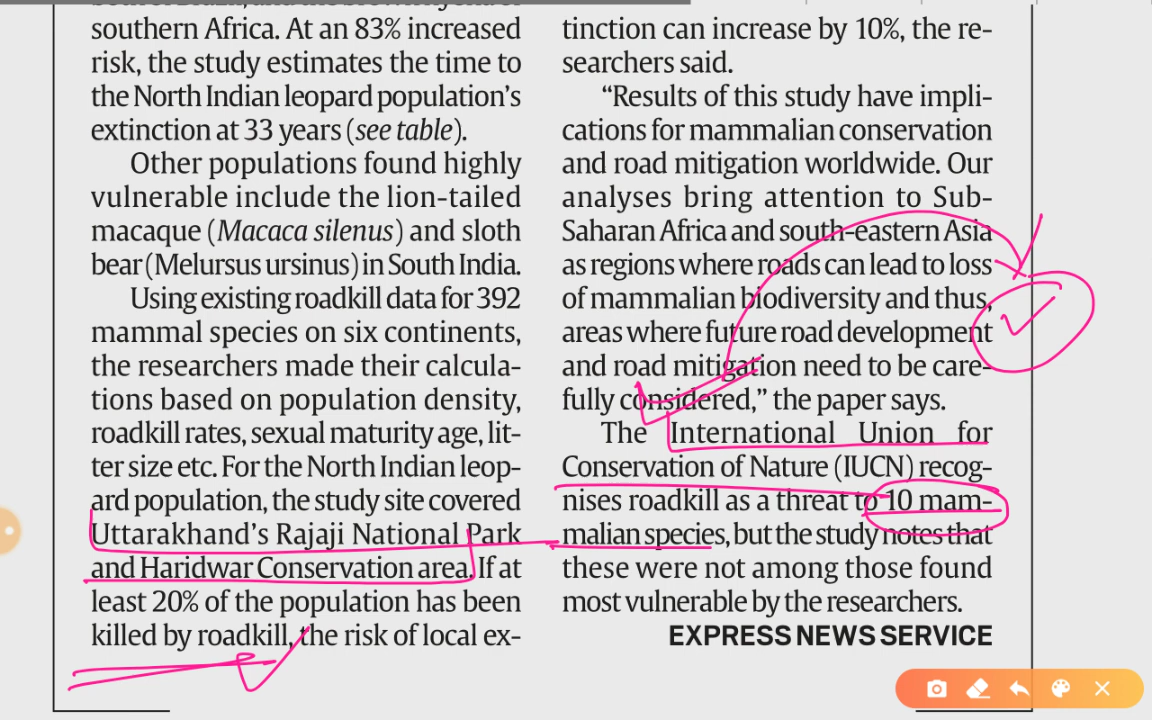 southern Africa. At an 83% increased
risk, the study estimates the time to
the North Indian leopard population's
extinction at 33 years (see table).
Other populations found highly
vulnerable include the lion-tailed
macaque (Macaca silenus) and sloth
bear (Melursus ursinus) in South India.
Using existing roadkill data for 392
mammal species on six continents,
the researchers made their calcula-
tions based on population density,
roadkill rates, sexual maturity age, lit-
ter size etc. For the North Indian leop-
ard population, the study site covered
Uttarakhand's Rajaji National Park
and Haridwar Conservation area. If at
least 20% of the population has been
killed by roadkill, the risk of local ex-
tinction can increase by 10%, the re-
searchers said.
"Results of this study have impli-
cations for mammalian conservation
and road mitigation worldwide. Our
analyses bring attention to Sub-
Saharan Africa and south-eastern Asia
as regions where roads can lead to loss
of mammalian biodiversity and thus,
areas where future road development
and road mitigation need to be care-
fully considered," the paper says.
The International Union for
Conservation of Nature (IUCN) recog-
nises roadkill as a threat to 10 mam-
malian species, but the study notes that
these were not among those found
most vulnerable by the researchers.
EXPRESS NEWS SERVICE